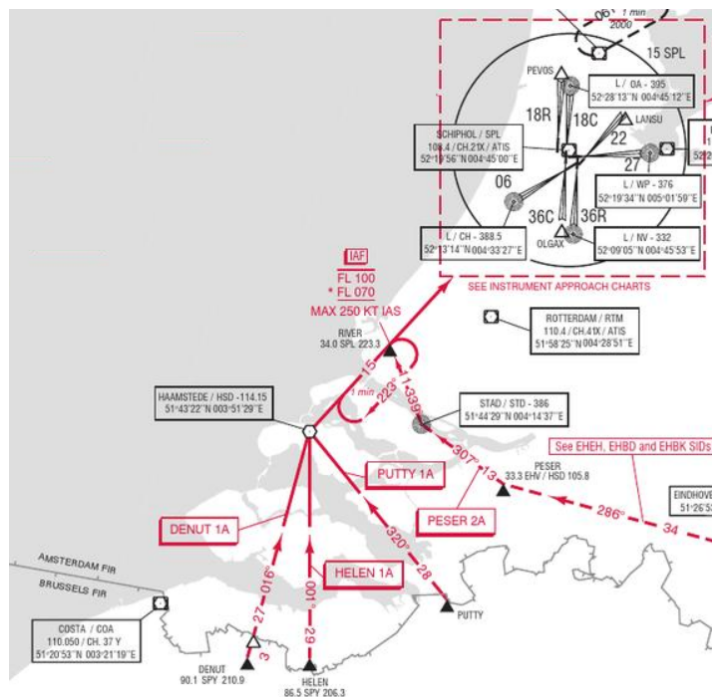 1 min
2000
15 SPL
PEVOS
L / OA - 395
52°28´13´´N 004°45´12´´E
18R
18C
LANSU
22
SCHIPHOL / SPL
108.4 / CH.21X / ATIS
52°19´56´´N 004°45´00´´E
27
06
L / WP - 376
52°19´34´´N 005°01´59´´E
36C
36R
L / CH - 388.5
52°13´14´´N 004°33´27´´E
OLGAX
L / NV - 332
52°09´05´´N 004°45´53´´E
SEE INSTRUMENT APPROACH CHARTS
IAF
FL 100
* FL 070
MAX 250 KT IAS
RIVER
34.0 SPL 223.3
ROTTERDAM / RTM
110.4 / CH.41X / ATIS
51°58´25´´N 004°28´51´´E
15
1 min
223°
11
339°
HAAMSTEDE / HSD -114.15
51°43´22´´N 003°51´29´´E
STAD / STD - 386
51°44´29´´N 004°14´37´´E
See EHEH, EHBD and EHBK SIDs
307°
13
PESER
33.3 EHV / HSD 105.8
PUTTY 1A
EINDHOVE
51°26´53
DENUT 1A
PESER 2A
286°
34
320°
28
HELEN 1A
AMSTERDAM FIR
BRUSSELS FIR
016°
27
001°
29
3
PUTTY
COSTA / COA
110.050 / CH. 37 Y
51°20´53´´N 003°21´19´´E
DENUT
90.1 SPY 210.9
HELEN
86.5 SPY 206.3